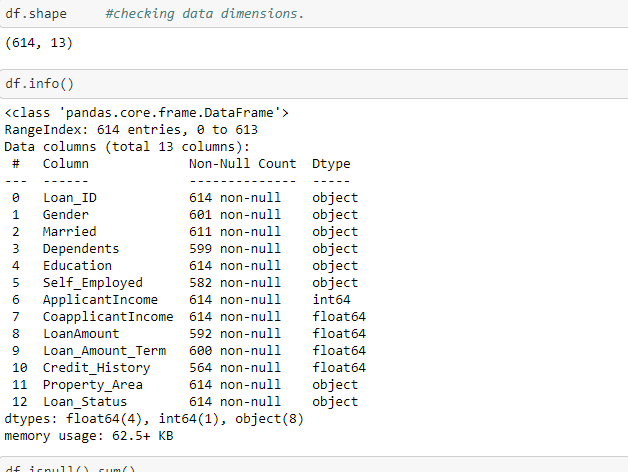 df.shape     #checking data dimensions.
(614, 13)
df.info()
<class 'pandas.core.frame.DataFrame'>
RangeIndex: 614 entries, 0 to 613
Data columns (total 13 columns):
 #   Column             Non-Null Count  Dtype
---  ------             --------------  -----
 0   Loan_ID            614 non-null    object
 1   Gender             601 non-null    object
 2   Married            611 non-null    object
 3   Dependents         599 non-null    object
 4   Education          614 non-null    object
 5   Self_Employed      582 non-null    object
 6   ApplicantIncome    614 non-null    int64
 7   CoapplicantIncome  614 non-null    float64
 8   LoanAmount         592 non-null    float64
 9   Loan_Amount_Term   600 non-null    float64
 10  Credit_History     564 non-null    float64
 11  Property_Area      614 non-null    object
 12  Loan_Status        614 non-null    object
dtypes: float64(4), int64(1), object(8)
memory usage: 62.5+ KB
df.isnull().sum()